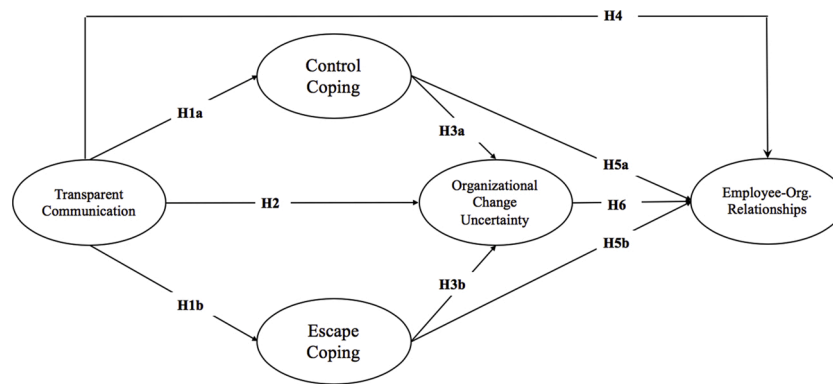 H4
Control
Coping
H1a
H3a
H5a
Transparent
Communication
H2
Organizational
Change
Uncertainty
H6
Employee-Org.
Relationships
H5b
H3b
H1b
Escape
Coping